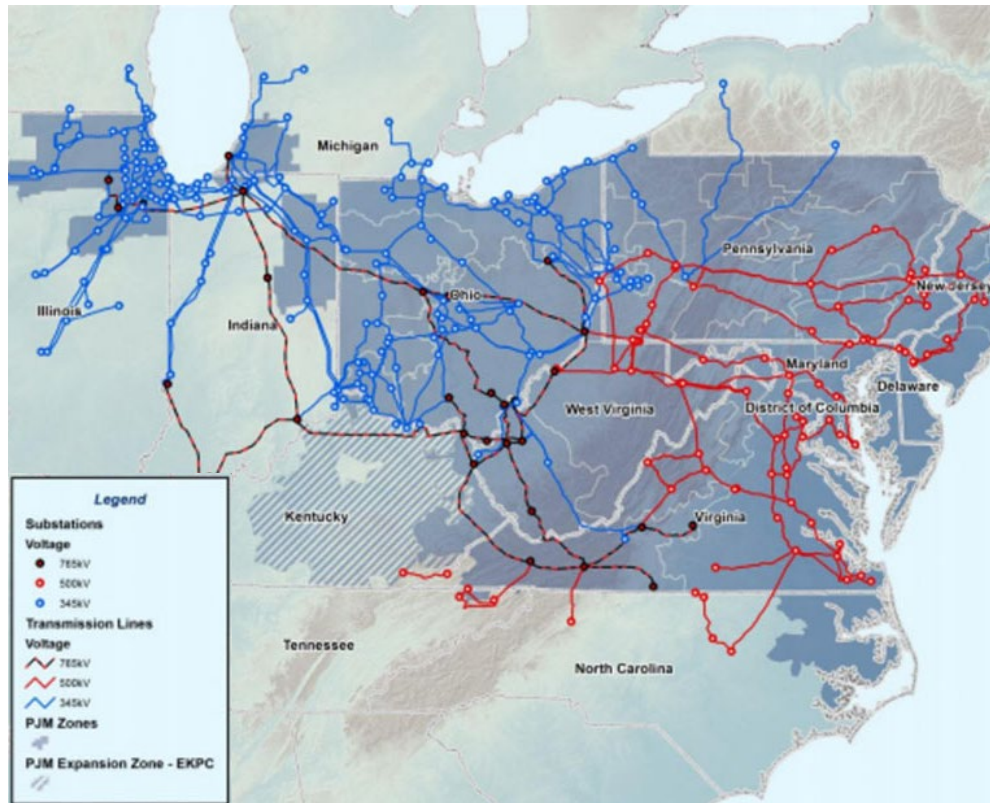 Michigan
Pennsylvania
Ohio
New Jersey
Illinois
Indiana
Maryland
Delaware
West Virginia
District of Columbia
Kentucky
Virginia
Tennessee
North Carolina
Legend
Substations
Voltage
765kV
500kV
345kV
Transmission Lines
Voltage
765kV
500kV
345kV
PJM Zones
PJM Expansion Zone - EKPC